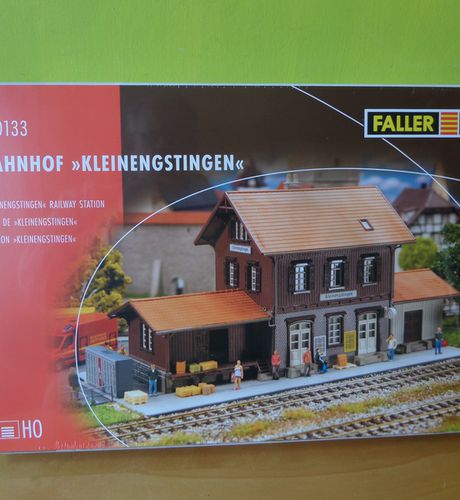 0133
FALLER
AHNHOF »KLEINENGSTINGEN«
NENGSTINGEN« RAILWAY STATION
DE »KLEINENGSTINGEN«
ON »KLEINENGSTINGEN«
HO